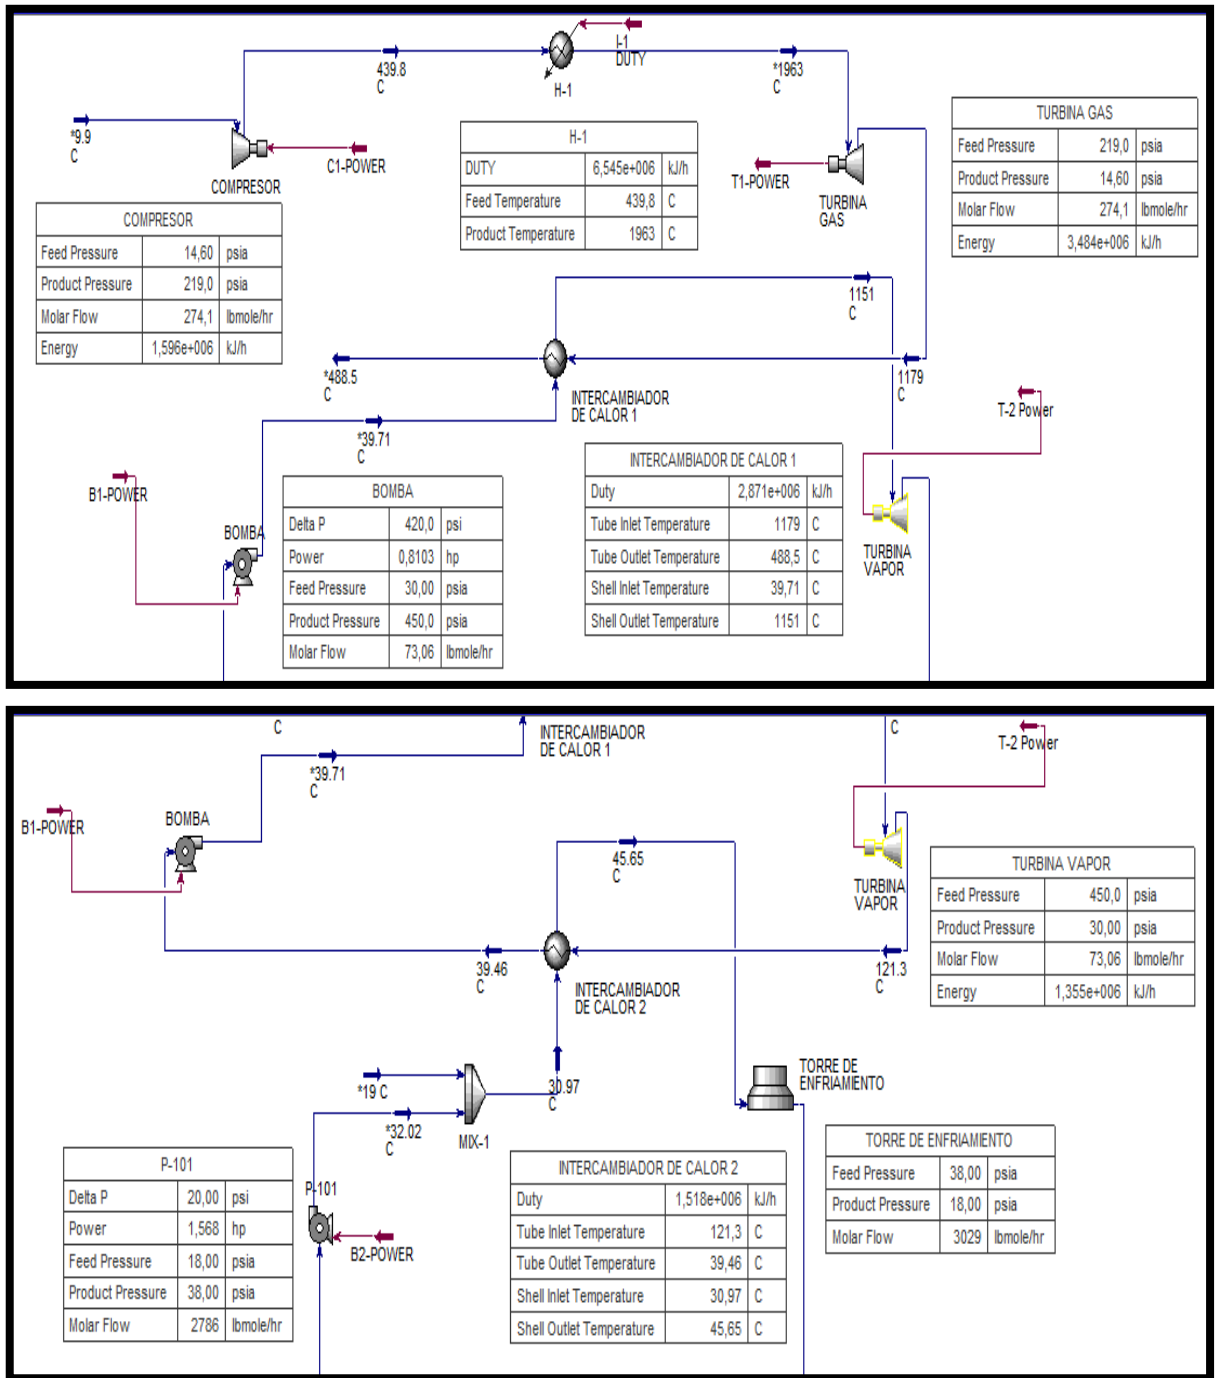 439.8
C
I-1
DUTY
H-1
*1963
C
*9.9
C
COMPRESOR
C1-POWER
T1-POWER
TURBINA
GAS
H-1
DUTY 6,545e+006 kJ/h
Feed Temperature 439,8 C
Product Temperature 1963 C
TURBINA GAS
Feed Pressure 219,0 psia
Product Pressure 14,60 psia
Molar Flow 274,1 lbmole/hr
Energy 3,484e+006 kJ/h
COMPRESOR
Feed Pressure 14,60 psia
Product Pressure 219,0 psia
Molar Flow 274,1 lbmole/hr
Energy 1,596e+006 kJ/h
1151
C
*488.5
C
1179
C
INTERCAMBIADOR
DE CALOR 1
T-2 Power
*39.71
C
B1-POWER
BOMBA
BOMBA
Delta P 420,0 psi
Power 0,8103 hp
Feed Pressure 30,00 psia
Product Pressure 450,0 psia
Molar Flow 73,06 lbmole/hr
INTERCAMBIADOR DE CALOR 1
Duty 2,871e+006 kJ/h
Tube Inlet Temperature 1179 C
Tube Outlet Temperature 488,5 C
Shell Inlet Temperature 39,71 C
Shell Outlet Temperature 1151 C
TURBINA
VAPOR
C
INTERCAMBIADOR
DE CALOR 1
C
T-2 Power
*39.71
C
B1-POWER
BOMBA
45.65
C
TURBINA
VAPOR
TURBINA VAPOR
Feed Pressure 450,0 psia
Product Pressure 30,00 psia
Molar Flow 73,06 lbmole/hr
Energy 1,355e+006 kJ/h
39.46
C
121.3
C
INTERCAMBIADOR
DE CALOR 2
*19 C
30.97
C
*32.02
C
MIX-1
TORRE DE
ENFRIAMIENTO
P-101
Delta P 20,00 psi
Power 1,568 hp
Feed Pressure 18,00 psia
Product Pressure 38,00 psia
Molar Flow 2786 lbmole/hr
P-101
B2-POWER
INTERCAMBIADOR DE CALOR 2
Duty 1,518e+006 kJ/h
Tube Inlet Temperature 121,3 C
Tube Outlet Temperature 39,46 C
Shell Inlet Temperature 30,97 C
Shell Outlet Temperature 45,65 C
TORRE DE ENFRIAMIENTO
Feed Pressure 38,00 psia
Product Pressure 18,00 psia
Molar Flow 3029 lbmole/hr